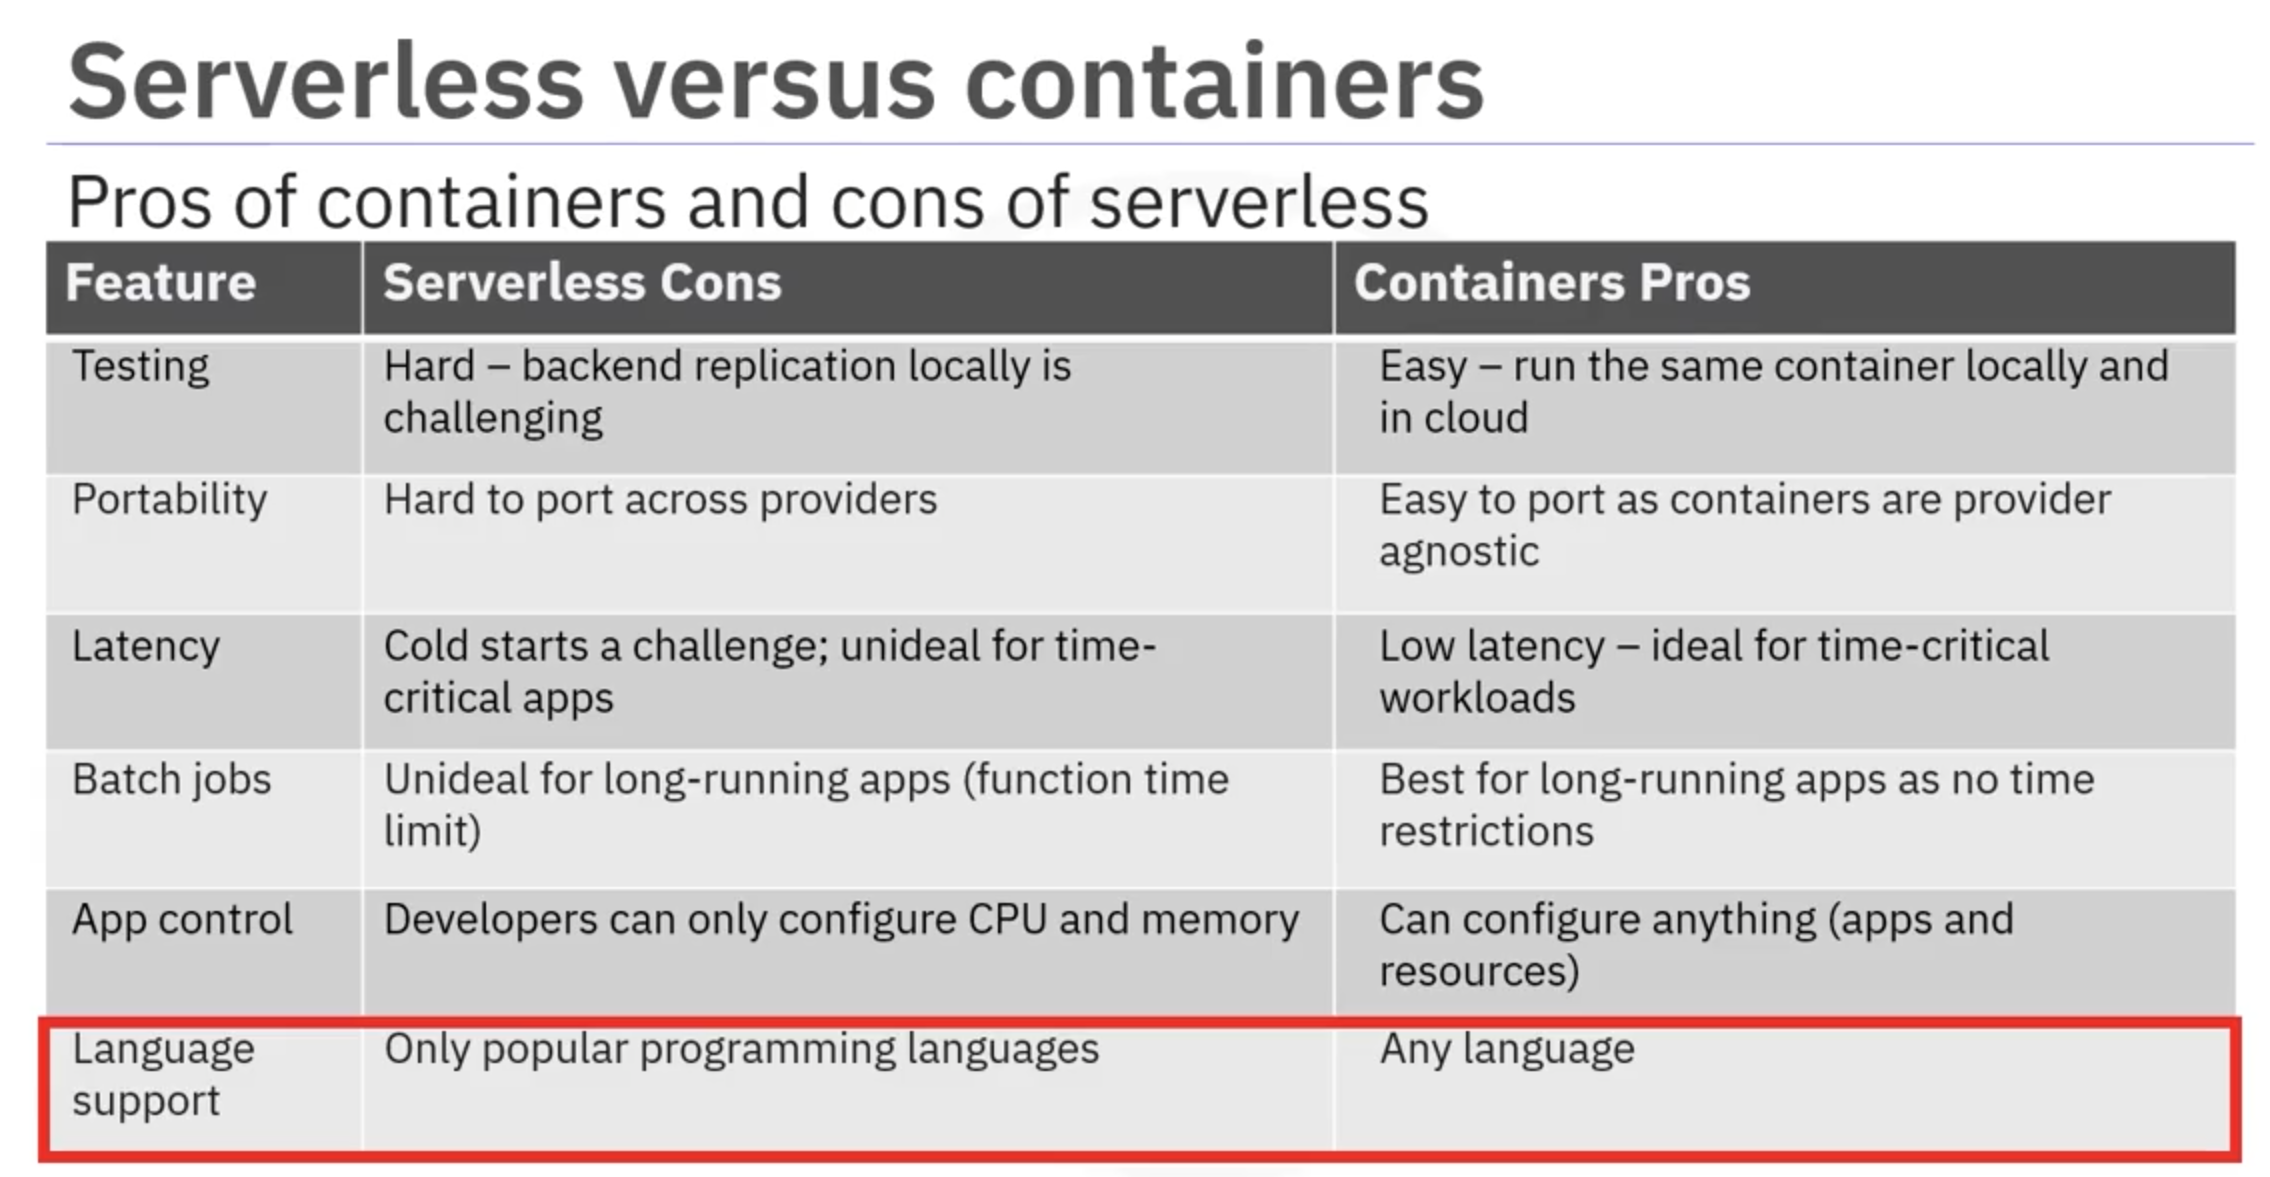 Serverless versus containers
Pros of containers and cons of serverless
Feature
Serverless Cons
Containers Pros
Testing
Hard – backend replication locally is
challenging
Easy – run the same container locally and
in cloud
Portability
Hard to port across providers
Easy to port as containers are provider
agnostic
Latency
Cold starts a challenge; unideal for time-
critical apps
Low latency – ideal for time-critical
workloads
Batch jobs
Unideal for long-running apps (function time
limit)
Best for long-running apps as no time
restrictions
App control
Developers can only configure CPU and memory
Can configure anything (apps and
resources)
Language
support
Only popular programming languages
Any language